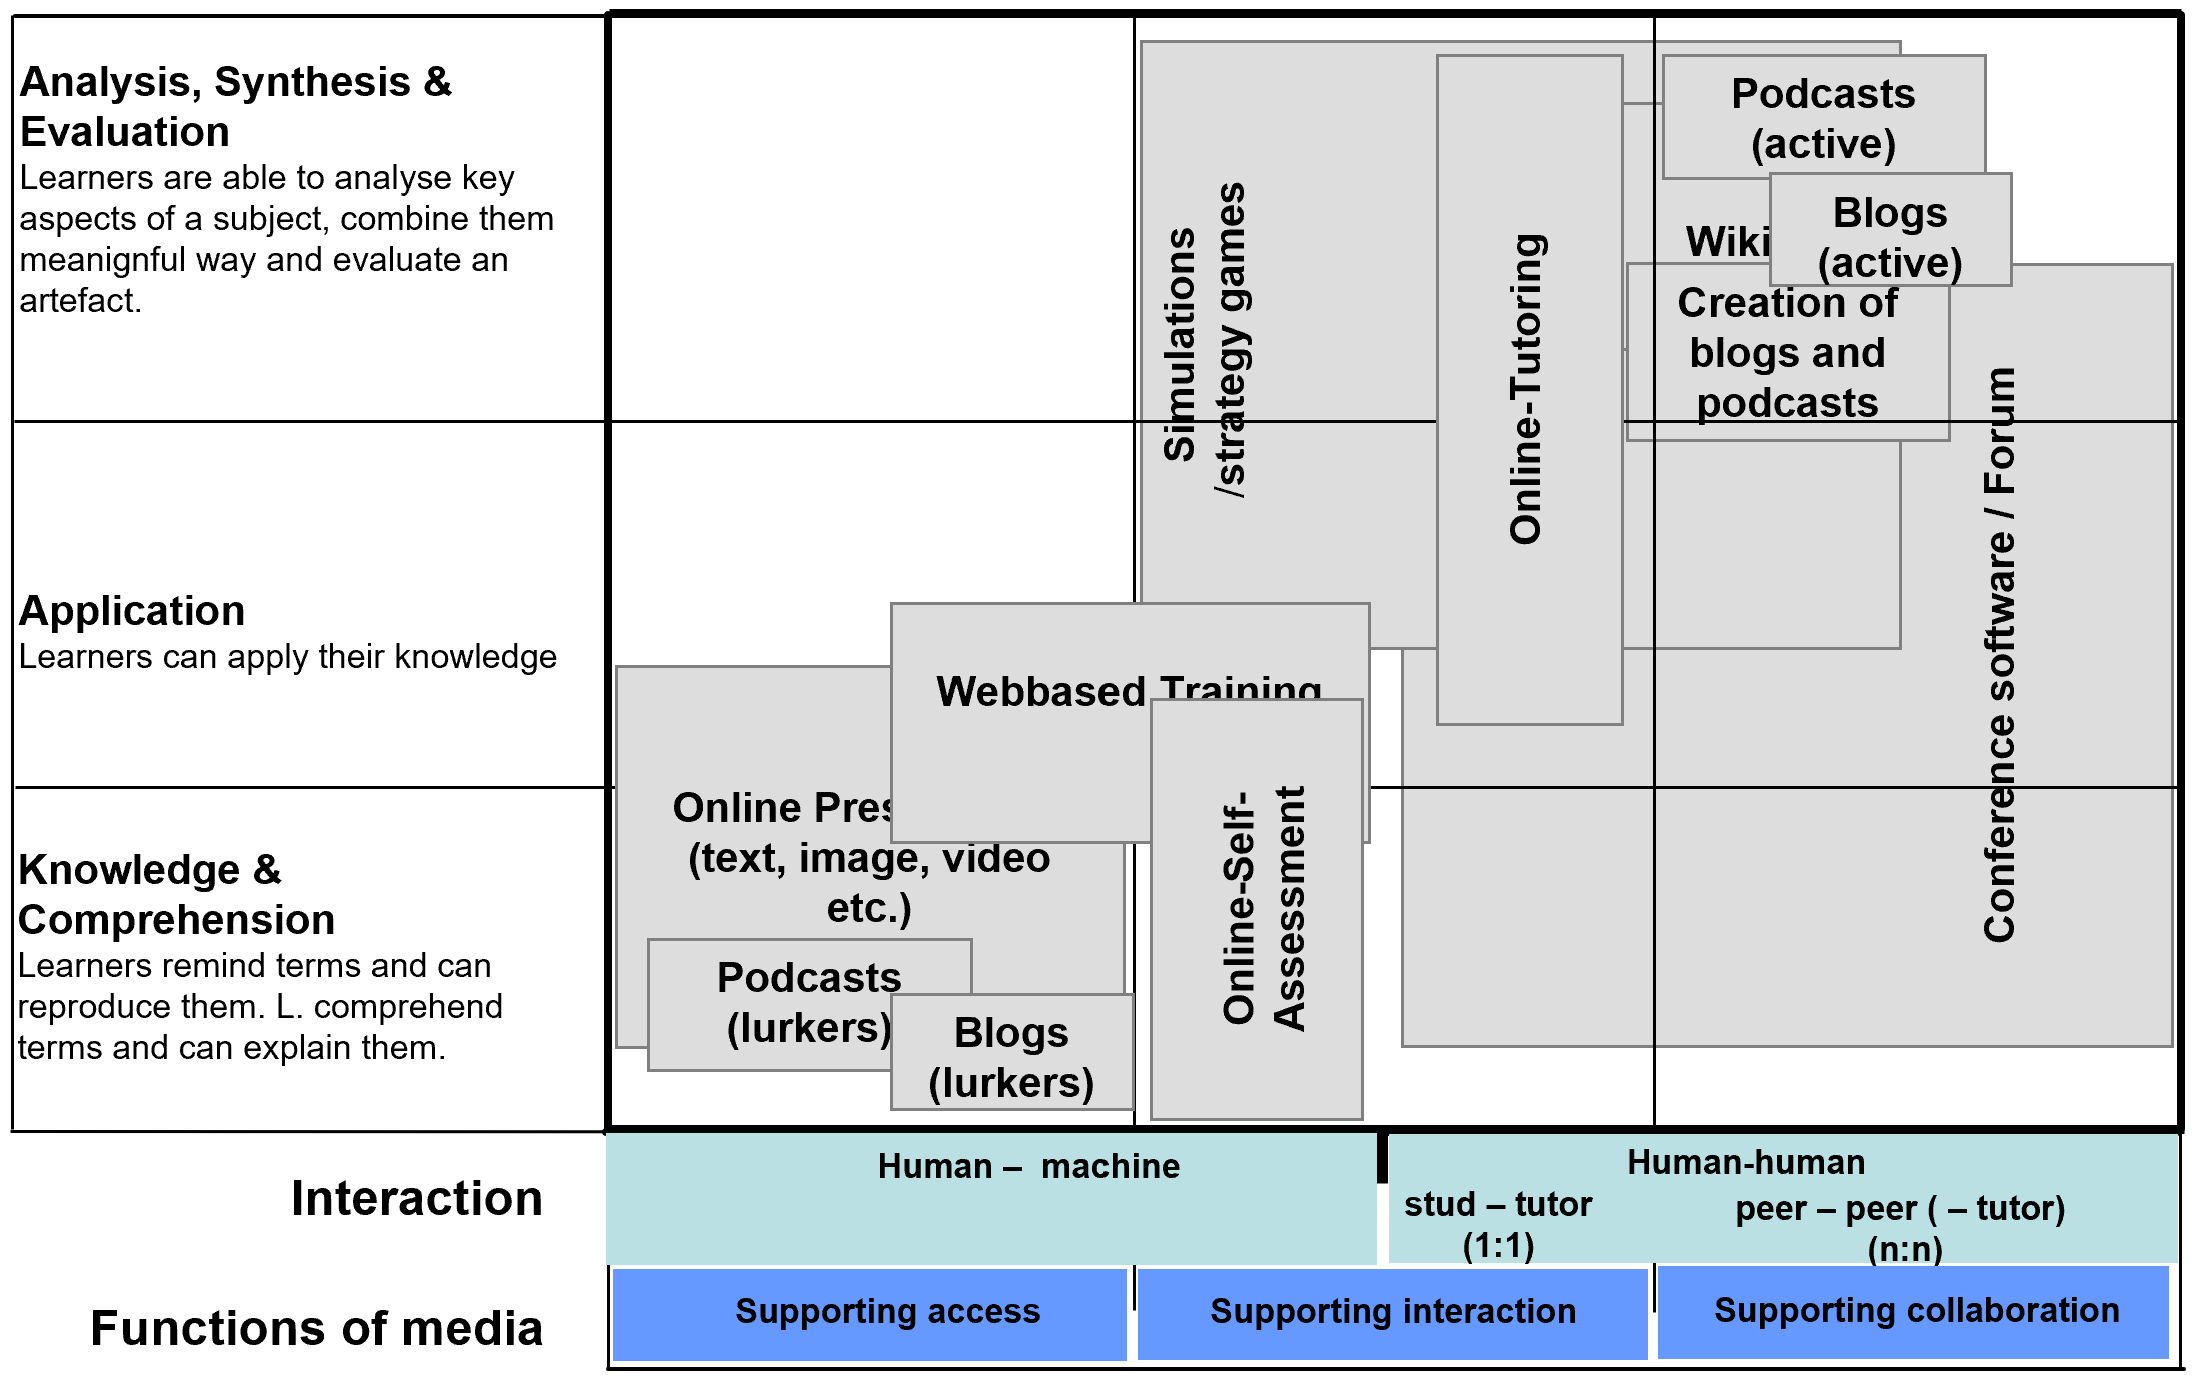 Analysis, Synthesis &
Evaluation
Learners are able to analyse key
aspects of a subject, combine them
meanignful way and evaluate an
artefact.
Application
Learners can apply their knowledge
Knowledge &
Comprehension
Learners remind terms and can
reproduce them. L. comprehend
terms and can explain them.
Simulations
/strategy games
Online-Tutoring
Podcasts
(active)
Blogs
(active)
Wiki
Creation of
blogs and
podcasts
Conference software / Forum
Webbased Training
Online Pres
(text, image, video
etc.)
Podcasts
(lurkers)
Blogs
(lurkers)
Online-Self-
Assessment
Interaction
Human – machine
Human-human
stud – tutor
(1:1)
peer – peer ( – tutor)
(n:n)
Functions of media
Supporting access
Supporting interaction
Supporting collaboration